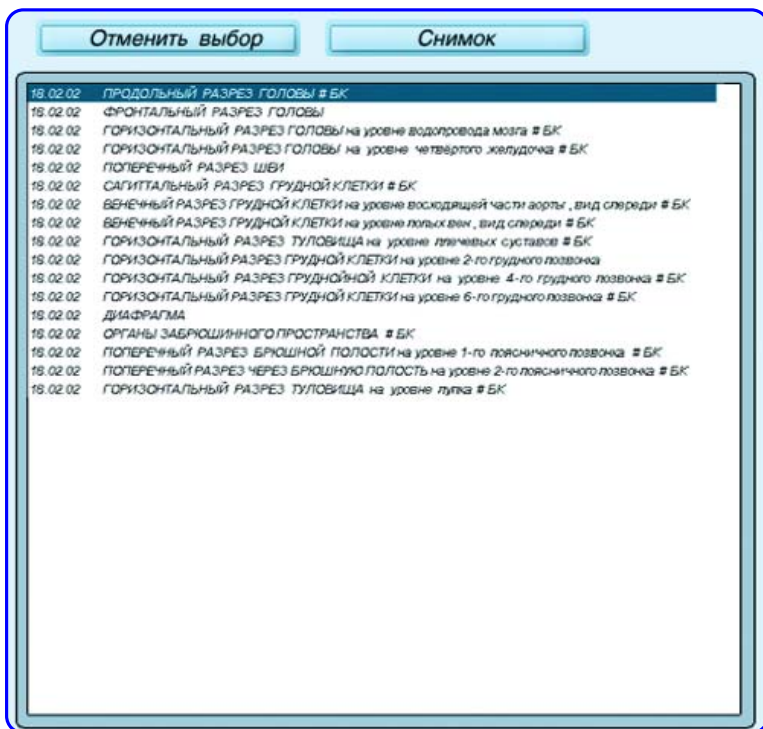 Отменить выбор
Снимок
18.02.02 ПРОДОЛЬНЫЙ РАЗРЕЗ ГОЛОВЫ # БК
18.02.02 ФРОНТАЛЬНЫЙ РАЗРЕЗ ГОЛОВЫ
18.02.02 ГОРИЗОНТАЛЬНЫЙ РАЗРЕЗ ГОЛОВЫ на уровне водопровода мозга # БК
18.02.02 ГОРИЗОНТАЛЬНЫЙ РАЗРЕЗ ГОЛОВЫ на уровне четвертого желудочка # БК
18.02.02 ПОПЕРЕЧНЫЙ РАЗРЕЗ ШЕИ
18.02.02 САГИТТАЛЬНЫЙ РАЗРЕЗ ГРУДНОЙ КЛЕТКИ # БК
18.02.02 ВЕНЕЧНЫЙ РАЗРЕЗ ГРУДНОЙ КЛЕТКИ на уровне восходящей части аорты , вид спереди # БК
18.02.02 ВЕНЕЧНЫЙ РАЗРЕЗ ГРУДНОЙ КЛЕТКИ на уровне полых вен , вид спереди # БК
18.02.02 ГОРИЗОНТАЛЬНЫЙ РАЗРЕЗ ТУЛОВИЩА на уровне плечевых суставов # БК
18.02.02 ГОРИЗОНТАЛЬНЫЙ РАЗРЕЗ ГРУДНОЙ КЛЕТКИ на уровне 2-го грудного позвонка
18.02.02 ГОРИЗОНТАЛЬНЫЙ РАЗРЕЗ ГРУДНОЙНОЙ КЛЕТКИ на уровне 4-го грудного позвонка # БК
18.02.02 ГОРИЗОНТАЛЬНЫЙ РАЗРЕЗ ГРУДНОЙ КЛЕТКИ на уровне 6-го грудного позвонка # БК
18.02.02 ДИАФРАГМА
18.02.02 ОРГАНЫ ЗАБРЮШИННОГО ПРОСТРАНСТВА # БК
18.02.02 ПОПЕРЕЧНЫЙ РАЗРЕЗ БРЮШНОЙ ПОЛОСТИ на уровне 1-го поясничного позвонка # БК
18.02.02 ПОПЕРЕЧНЫЙ РАЗРЕЗ ЧЕРЕЗ БРЮШНУЮ ПОЛОСТЬ на уровне 2-го поясничного позвонка # БК
18.02.02 ГОРИЗОНТАЛЬНЫЙ РАЗРЕЗ ТУЛОВИЩА на уровне пупка # БК